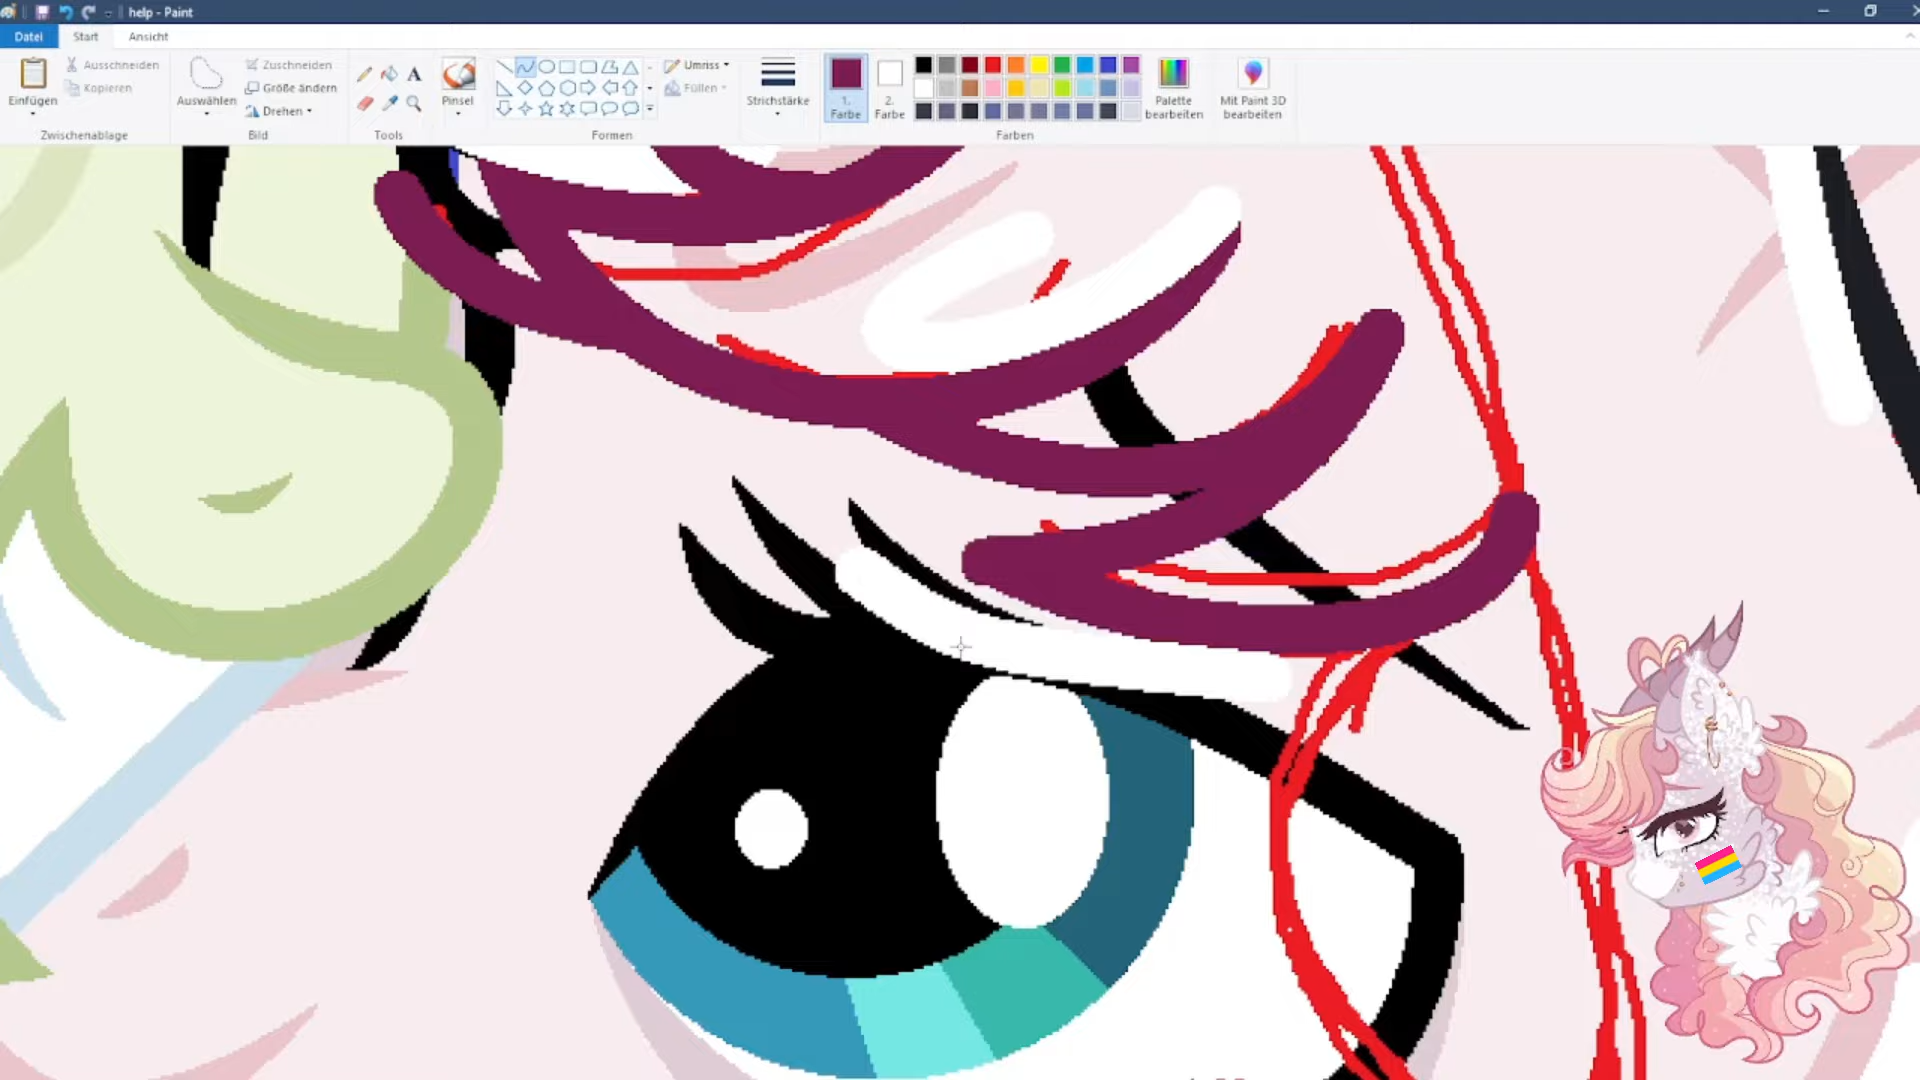 help - Paint
Datei Start Ansicht
Einfügen
Ausschneiden
Kopieren
Zwischenablage
Auswählen
Zuschneiden
Größe ändern
Drehen
Bild
A
Tools
Pinsel
Umriss
Füllen
Formen
Strichstärke
1.
Farbe
2.
Farbe
Palette
bearbeiten
Farben
Mit Paint 3D
bearbeiten